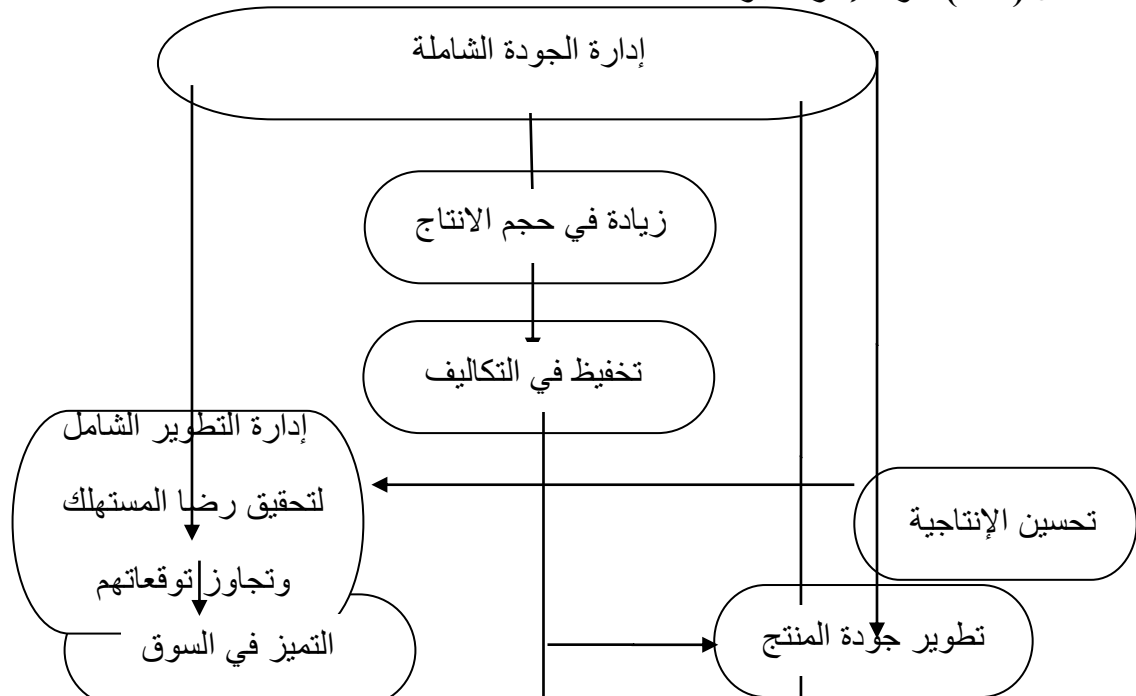 إدارة الجودة الشاملة
زيادة في حجم الانتاج
تخفيظ في التكاليف
إدارة التطوير الشامل
لتحقيق رضا المستهلك
وتجاوز توقعاتهم
تحسين الإنتاجية
تطوير جودة المنتج
التميز في السوق